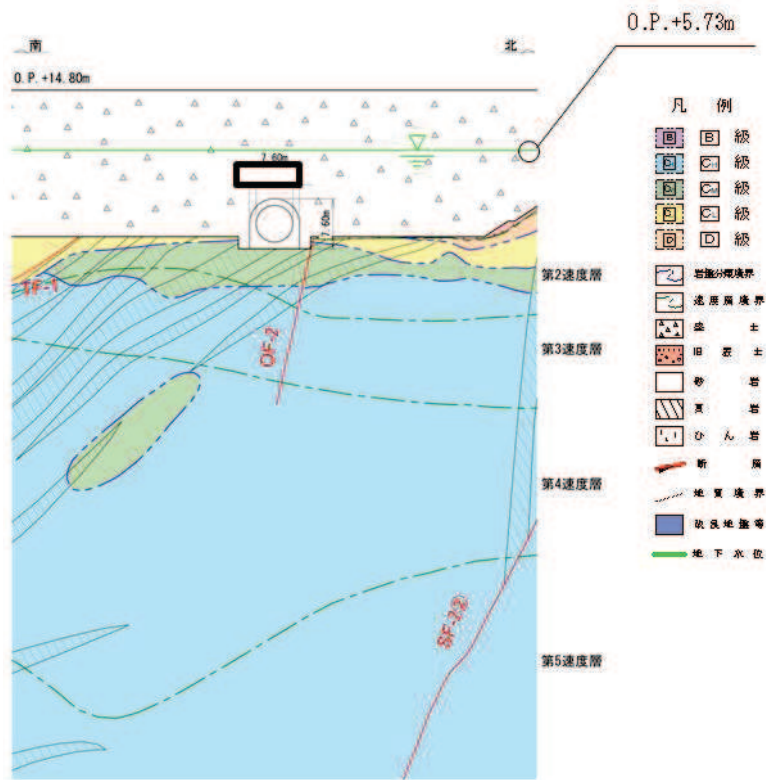 O.P.+5.73m
南
北
O.P.+14.80m
7.60m
7.60m
TF-1
OF-2
SF-2②
第2速度層
第3速度層
第4速度層
第5速度層
凡 例
B B 級
CH 級
CM 級
CL 級
D D 級
岩盤分類境界
速度層境界
盛 土
旧 表 土
砂 岩
頁 岩
ひ ん 岩
断 層
地 質 境 界
改 良 地 盤 等
地 下 水 位